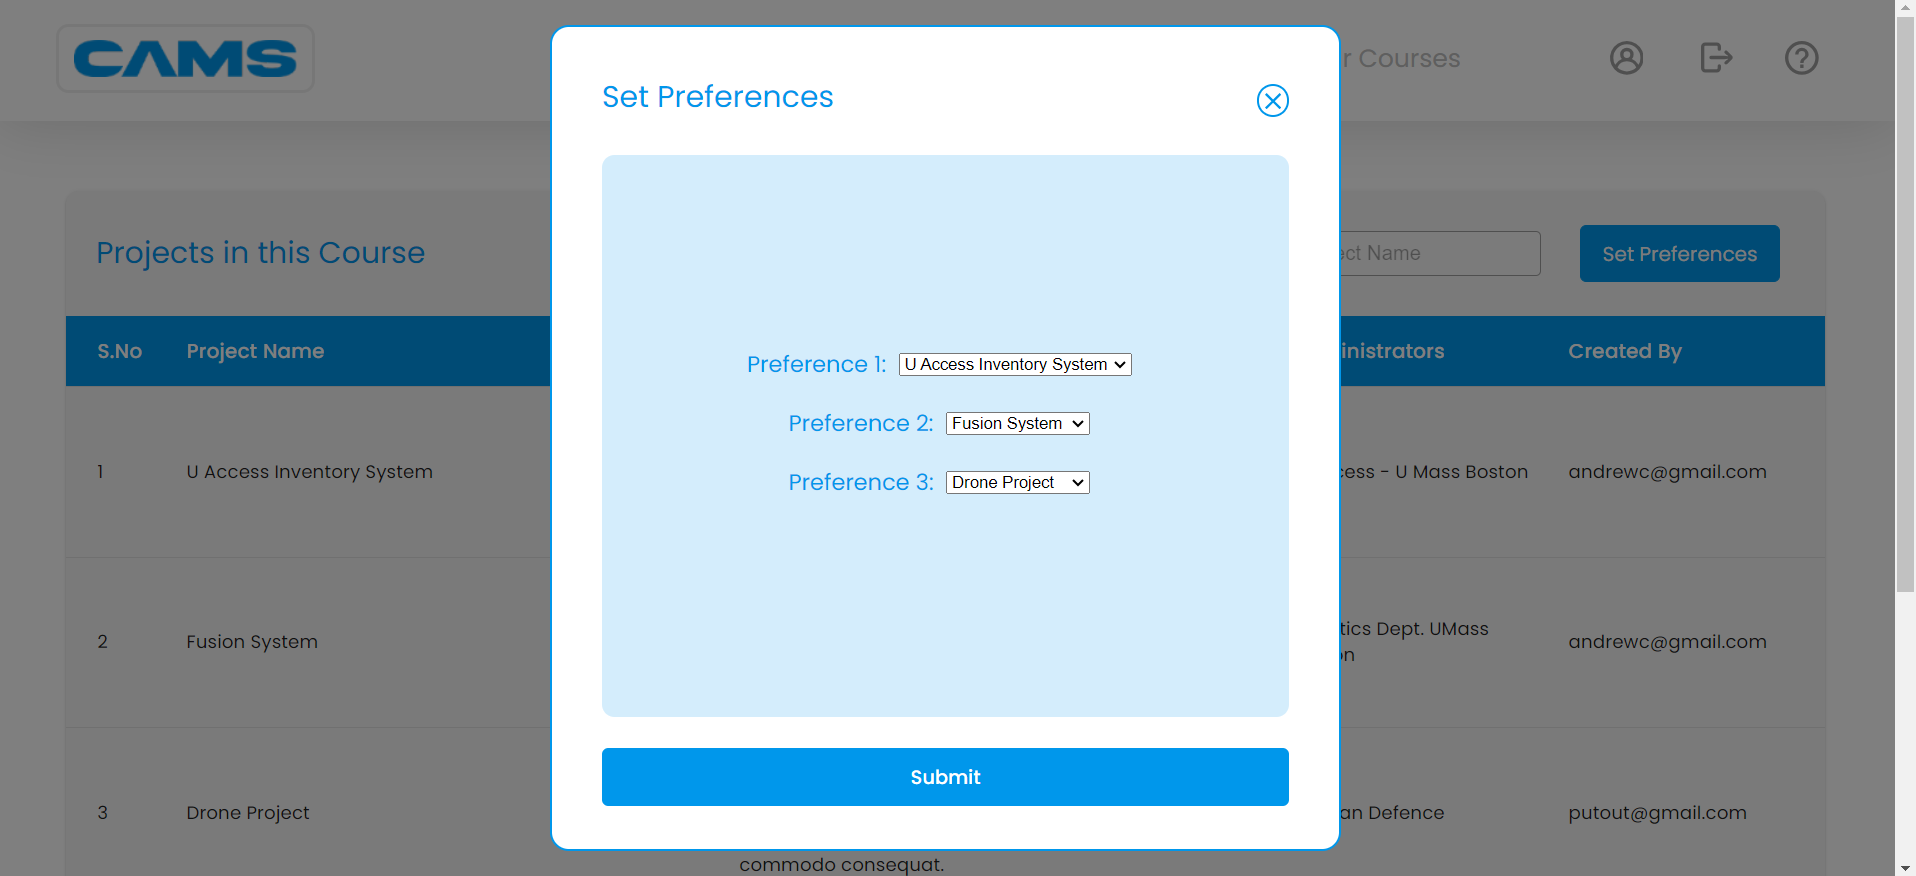 CAMS
r Courses
Set Preferences
Projects in this Course
ect Name
Set Preferences
S.No
Project Name
inistrators
Created By
Preference 1:
U Access Inventory System
Preference 2:
Fusion System
Preference 3:
Drone Project
1
U Access Inventory System
cess - U Mass Boston
andrewc@gmail.com
2
Fusion System
tics Dept. UMass
on
andrewc@gmail.com
3
Drone Project
an Defence
putout@gmail.com
Submit
commodo consequat.